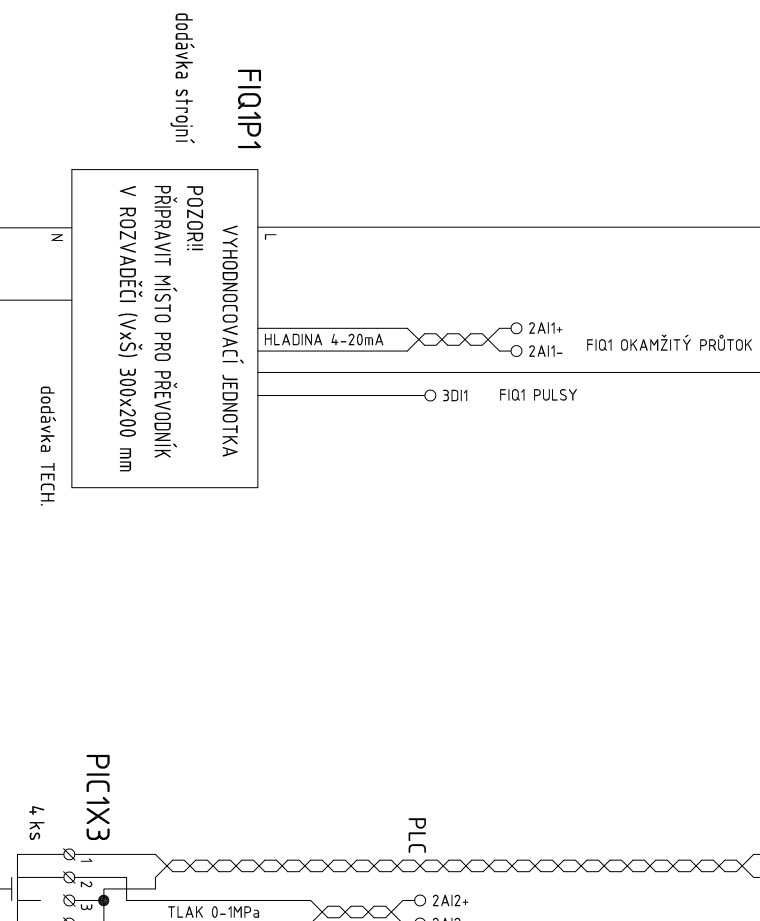 FIQ1P1
dodávka strojní
L
N
VYHODNOCOVACÍ JEDNOTKA
POZOR!!
PŘIPRAVIT MÍSTO PRO PŘEVODNÍK
V ROZVADĚČI (VxŠ) 300x200 mm
dodávka TECH.
HLADINA 4-20mA
2AI1+
2AI1-
FIQ1 OKAMŽITÝ PRŮTOK
3DI1
FIQ1 PULSY
PIC1X3
4 ks
1
2
3
PLC
TLAK 0-1MPa
2AI2+